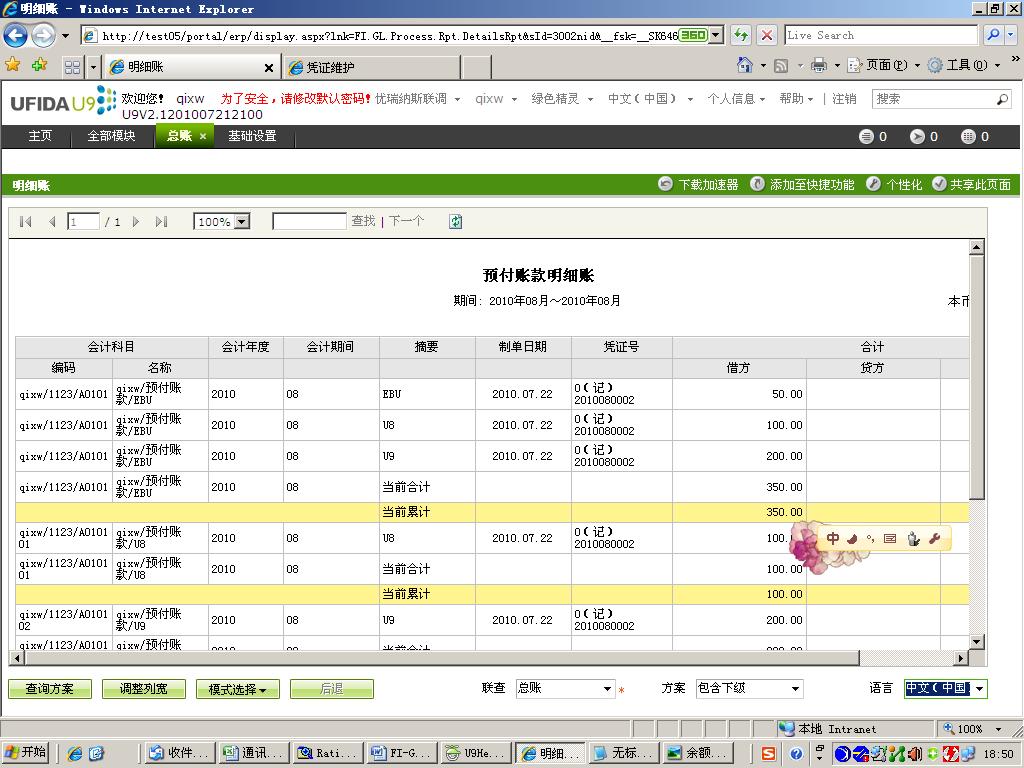 明细账 - Windows Internet Explorer
http://test05/portal/erp/display.aspx?lnk=FI.GL.Process.Rpt.DetailsRpt&sId=3002nid&__fsk=__SK646 360 Live Search
明细账 凭证维护 页面(P) 工具(O) »
UFIDA U9 欢迎您! qixw 为了安全，请修改默认密码! 优瑞纳斯联调 qixw 绿色精灵 中文(中国) 个人信息 帮助 | 注销 搜索
U9V2.1201007212100
主页 全部模块 总账 × 基础设置 0 0 0
明细账 下载加速器 添加至快捷功能 个性化 共享此页面
1 / 1 100% 查找 | 下一个
预付账款明细账
期间: 2010年08月～2010年08月 本币
会计科目 会计年度 会计期间 摘要 制单日期 凭证号 合计
编码 名称 借方 贷方
qixw/1123/A0101 qixw/预付账款/EBU 2010 08 EBU 2010.07.22 0(记)2010080002 50.00
qixw/1123/A0101 qixw/预付账款/EBU 2010 08 U8 2010.07.22 0(记)2010080002 100.00
qixw/1123/A0101 qixw/预付账款/EBU 2010 08 U9 2010.07.22 0(记)2010080002 200.00
qixw/1123/A0101 qixw/预付账款/EBU 2010 08 当前合计 350.00
当前累计 350.00
qixw/1123/A010101 qixw/预付账款/U8 2010 08 U8 2010.07.22 0(记)2010080002 100.
中
qixw/1123/A010101 qixw/预付账款/U8 2010 08 当前合计 100.00
当前累计 100.00
qixw/1123/A010102 qixw/预付账款/U9 2010 08 U9 2010.07.22 0(记)2010080002 200.00
qixw/1123/A0101 qixw/预付账
查询方案 调整列宽 模式选择 后退 联查 总账 * 方案 包含下级 语言 中文(中国)
本地 Intranet 100%
开始 收件... 通讯... Rati... FI-G... U9He... 明细... 无标... 余额... 18:50